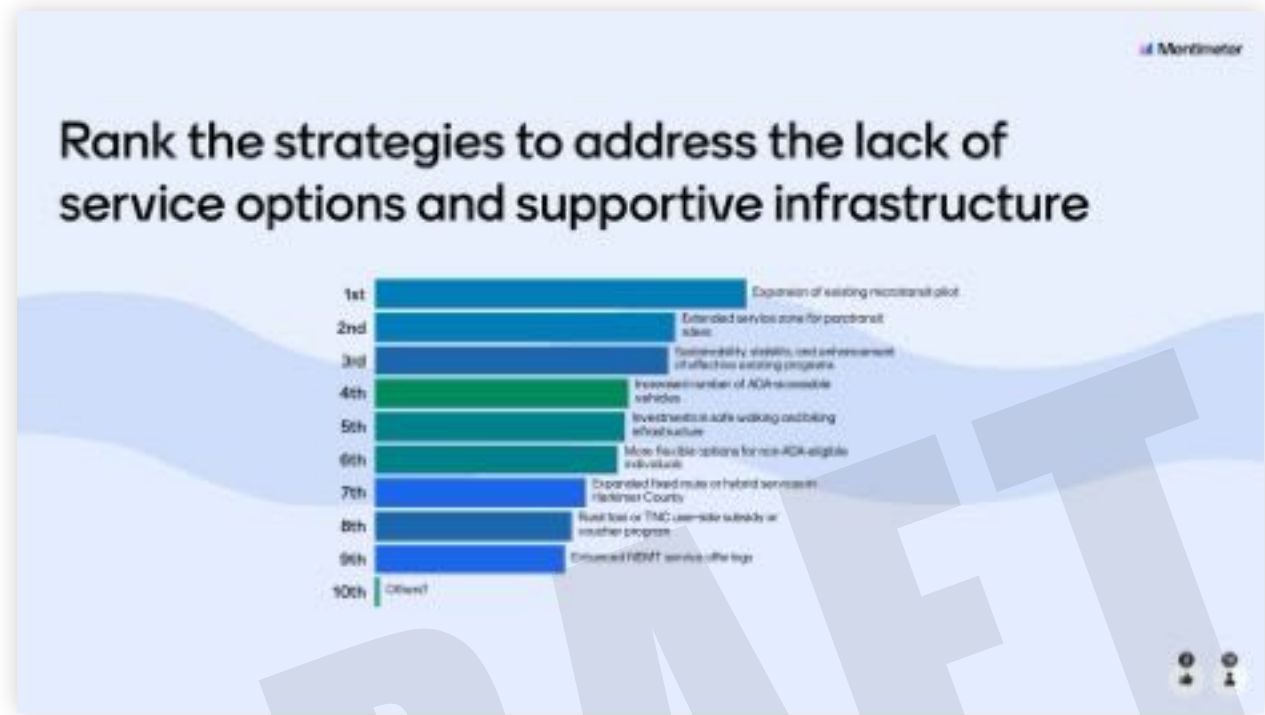 Mentimeter
Rank the strategies to address the lack of
service options and supportive infrastructure
1st
Expansion of existing microtransit pilot
2nd
Extended service zone for paratransit
riders
3rd
Sustainability, stability, and enhancement
of effective existing programs
4th
Increased number of ADA-accessible
vehicles
5th
Investments in safe walking and biking
infrastructure
6th
More flexible options for non-ADA-eligible
individuals
7th
Expanded fixed route or hybrid services in
Herkimer County
8th
Rural taxi or TNC user-side subsidy or
voucher program
9th
Enhanced NEMT service offerings
10th
Others?
DRAFT